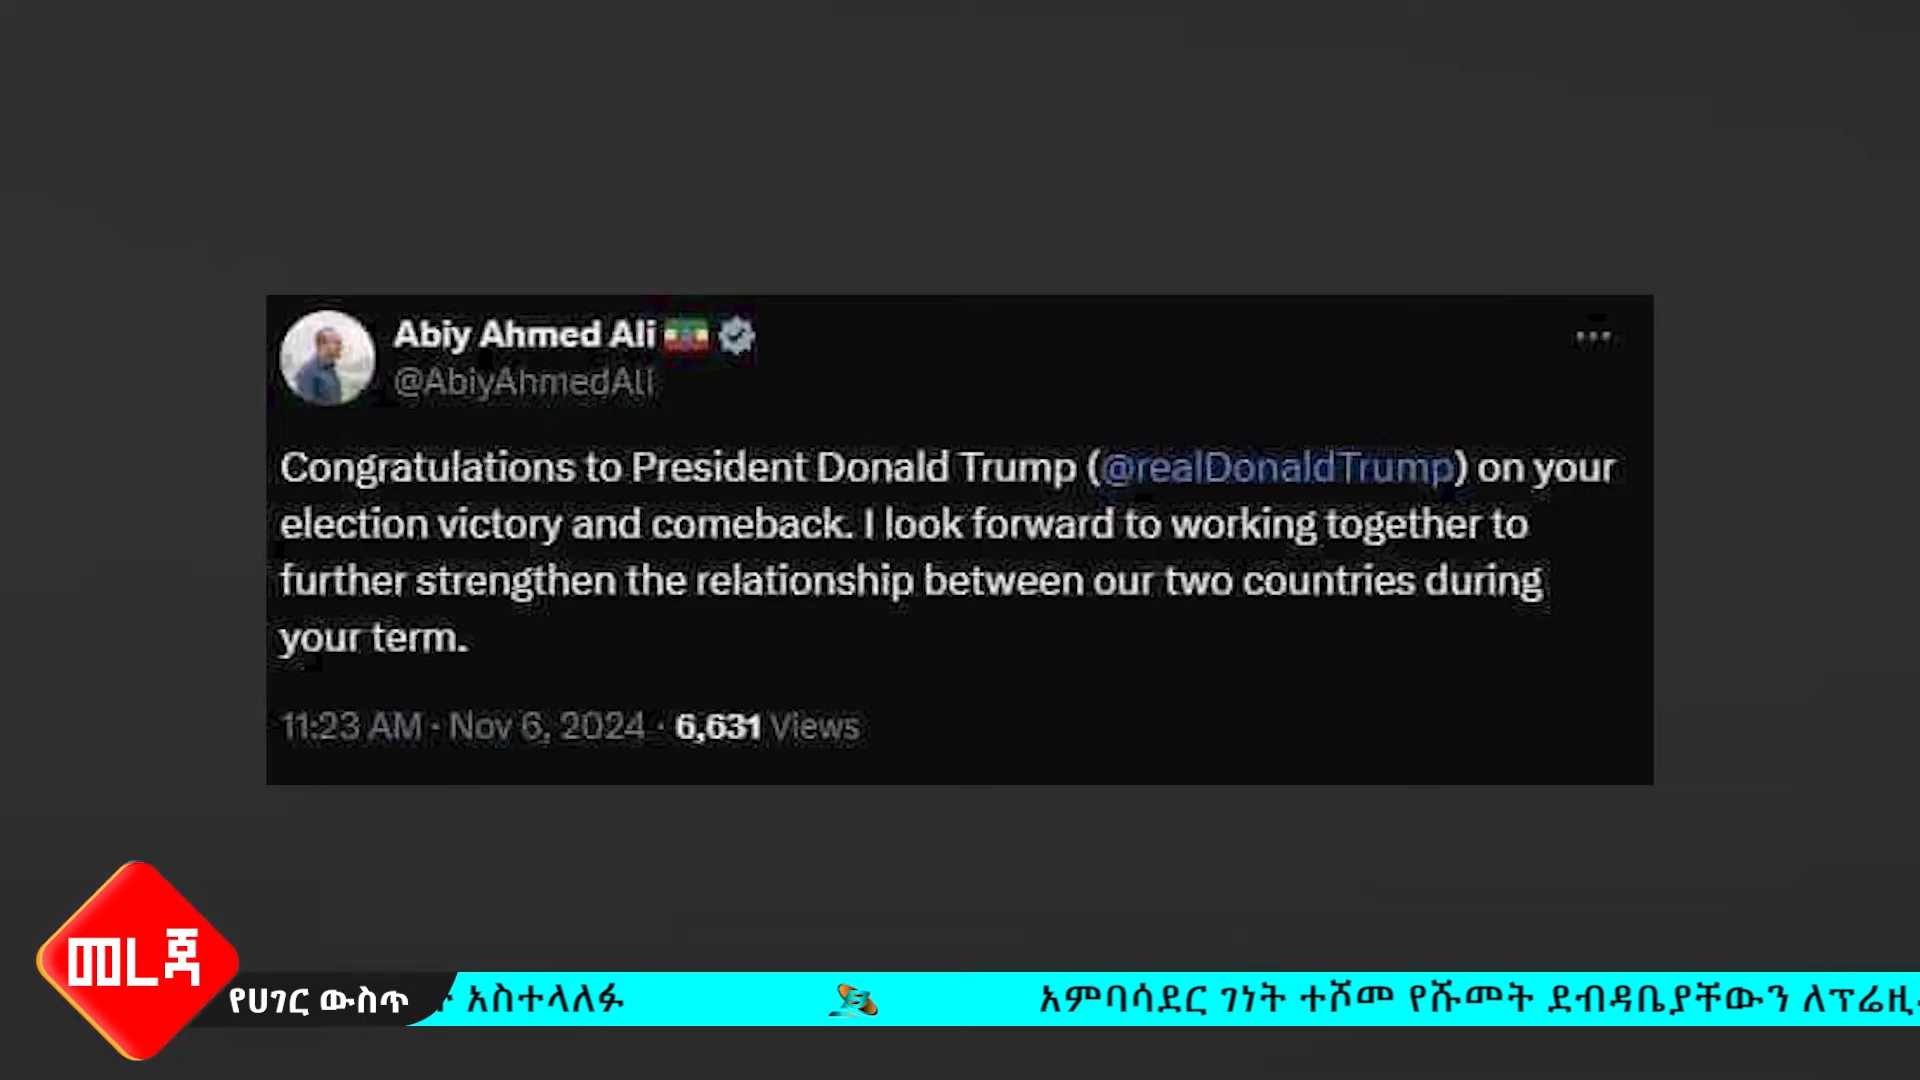 Abiy Ahmed Ali
@AbiyAhmedAli
Congratulations to President Donald Trump (@realDonaldTrump) on your
election victory and comeback. I look forward to working together to
further strengthen the relationship between our two countries during
your term.
11:23 AM · Nov 6, 2024 · 6,631 Views
መረጃ
የሀገር ውስጥ
አስተላለፉ
አምባሳደር ገነት ተሾመ የሹመት ደብዳቤያቸውን